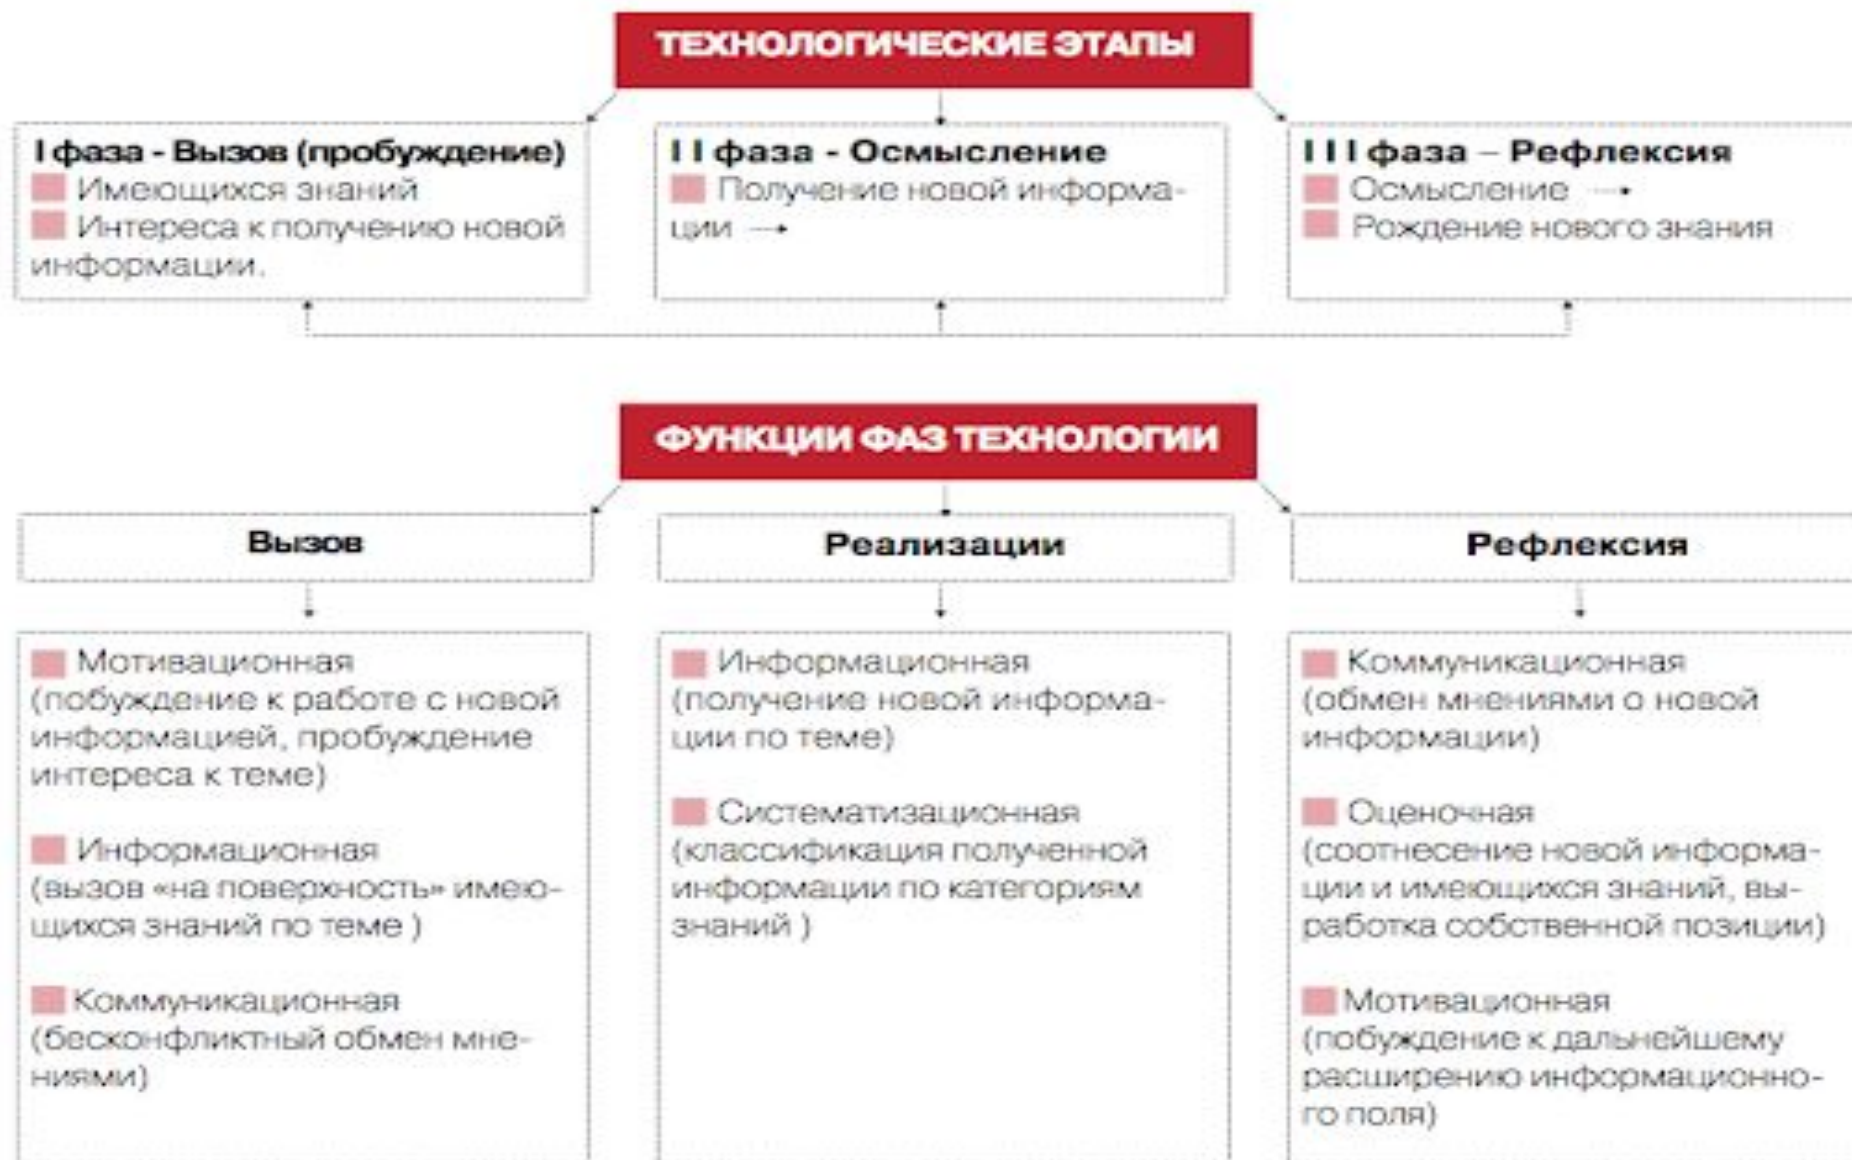 ТЕХНОЛОГИЧЕСКИЕ ЭТАПЫ
I фаза - Вызов (пробуждение)
Имеющихся знаний
Интереса к получению новой
информации.
I I фаза - Осмысление
Получение новой информа-
ции →
I I I фаза – Рефлексия
Осмысление →
Рождение нового знания
ФУНКЦИИ ФАЗ ТЕХНОЛОГИИ
Вызов
Мотивационная
(побуждение к работе с новой
информацией, пробуждение
интереса к теме)
Информационная
(вызов «на поверхность» имею-
щихся знаний по теме )
Коммуникационная
(бесконфликтный обмен мне-
ниями)
Реализации
Информационная
(получение новой информа-
ции по теме)
Систематизационная
(классификация полученной
информации по категориям
знаний )
Рефлексия
Коммуникационная
(обмен мнениями о новой
информации)
Оценочная
(соотнесение новой информа-
ции и имеющихся знаний, вы-
работка собственной позиции)
Мотивационная
(побуждение к дальнейшему
расширению информационно-
го поля)